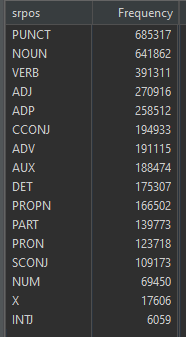 srpos Frequency
PUNCT 685317
NOUN 641862
VERB 391311
ADJ 270916
ADP 258512
CCONJ 194933
ADV 191115
AUX 188474
DET 175307
PROPN 166502
PART 139773
PRON 123718
SCONJ 109173
NUM 69450
X 17606
INTJ 6059